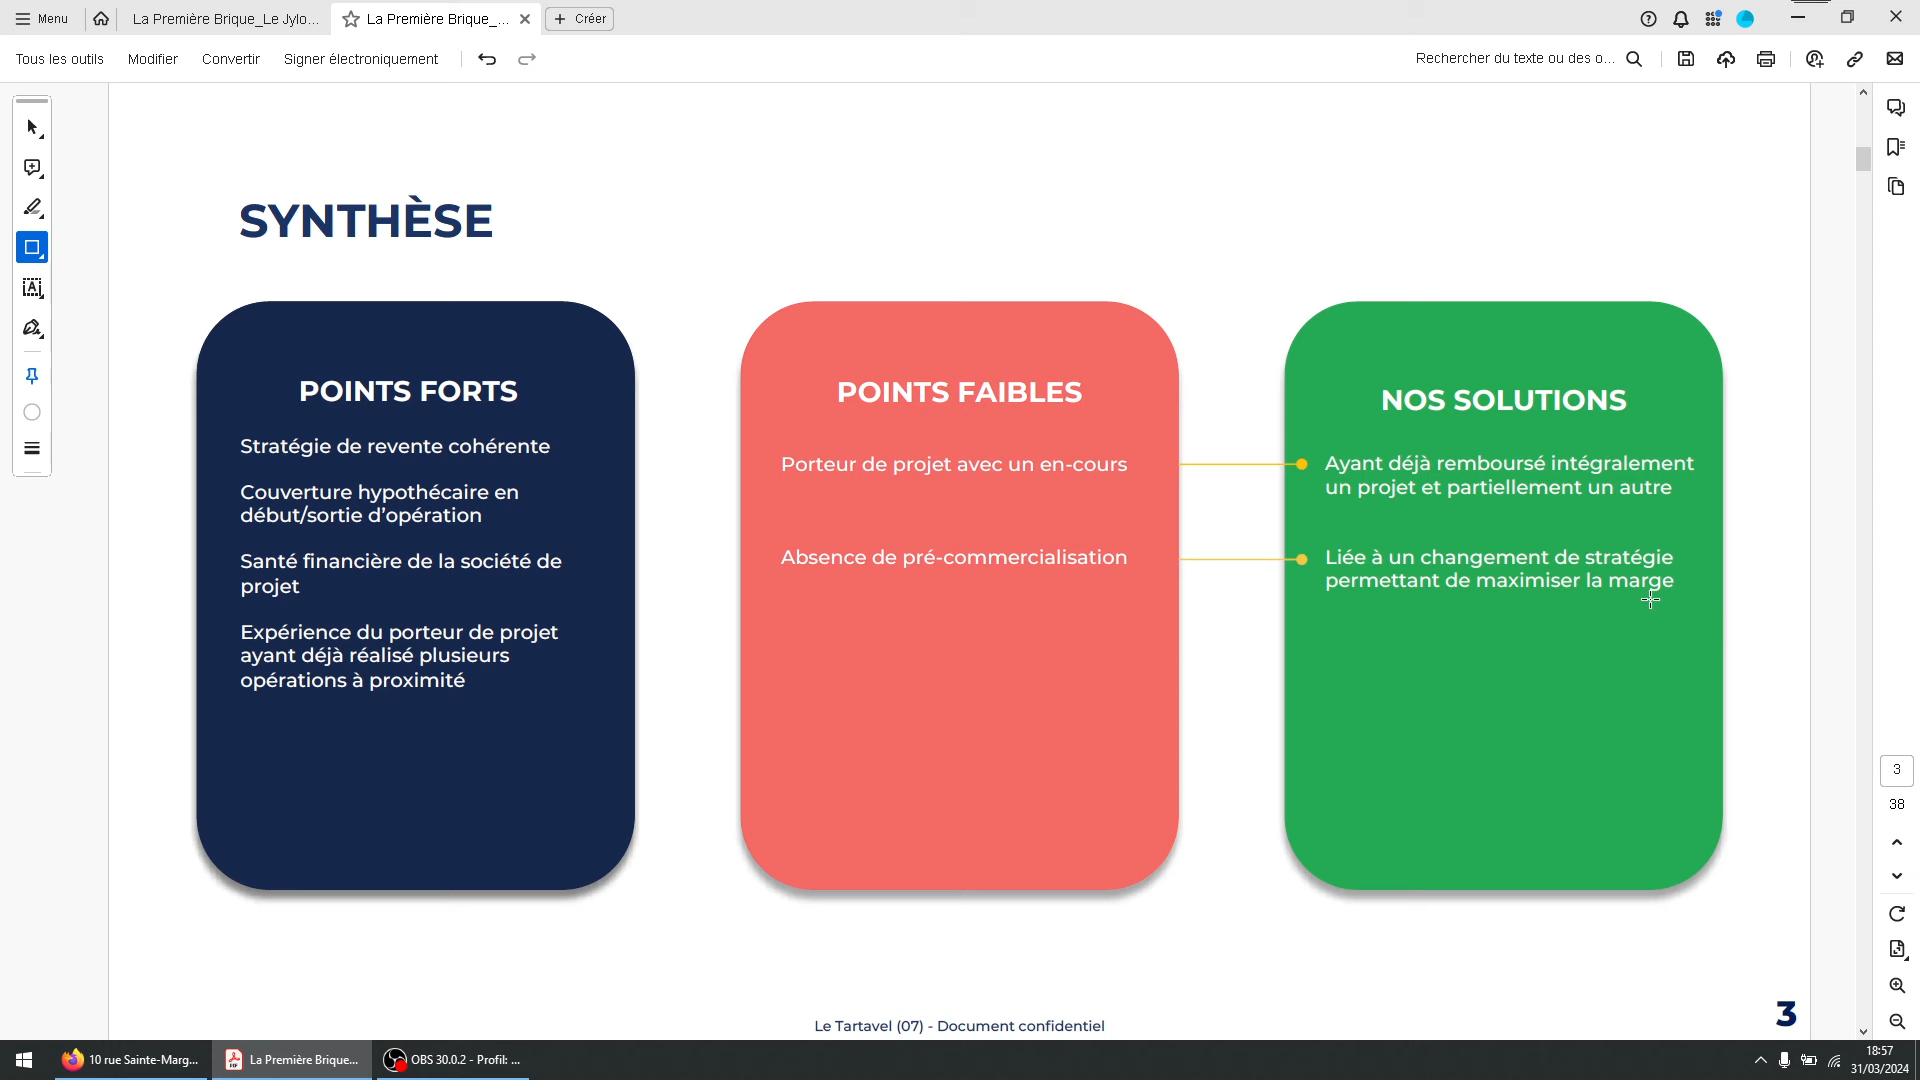 Menu
La Première Brique_Le Jylo...
La Première Brique_...
Créer
Tous les outils
Modifier
Convertir
Signer électroniquement
Rechercher du texte ou des o...
SYNTHÈSE
POINTS FORTS
Stratégie de revente cohérente
Couverture hypothécaire en
début/sortie d’opération
Santé financière de la société de
projet
Expérience du porteur de projet
ayant déjà réalisé plusieurs
opérations à proximité
POINTS FAIBLES
Porteur de projet avec un en-cours
Absence de pré-commercialisation
NOS SOLUTIONS
Ayant déjà remboursé intégralement
un projet et partiellement un autre
Liée à un changement de stratégie
permettant de maximiser la marge
3
38
Le Tartavel (07) - Document confidentiel
3
10 rue Sainte-Marg...
La Première Brique...
OBS 30.0.2 - Profil: ...
18:57
31/03/2024